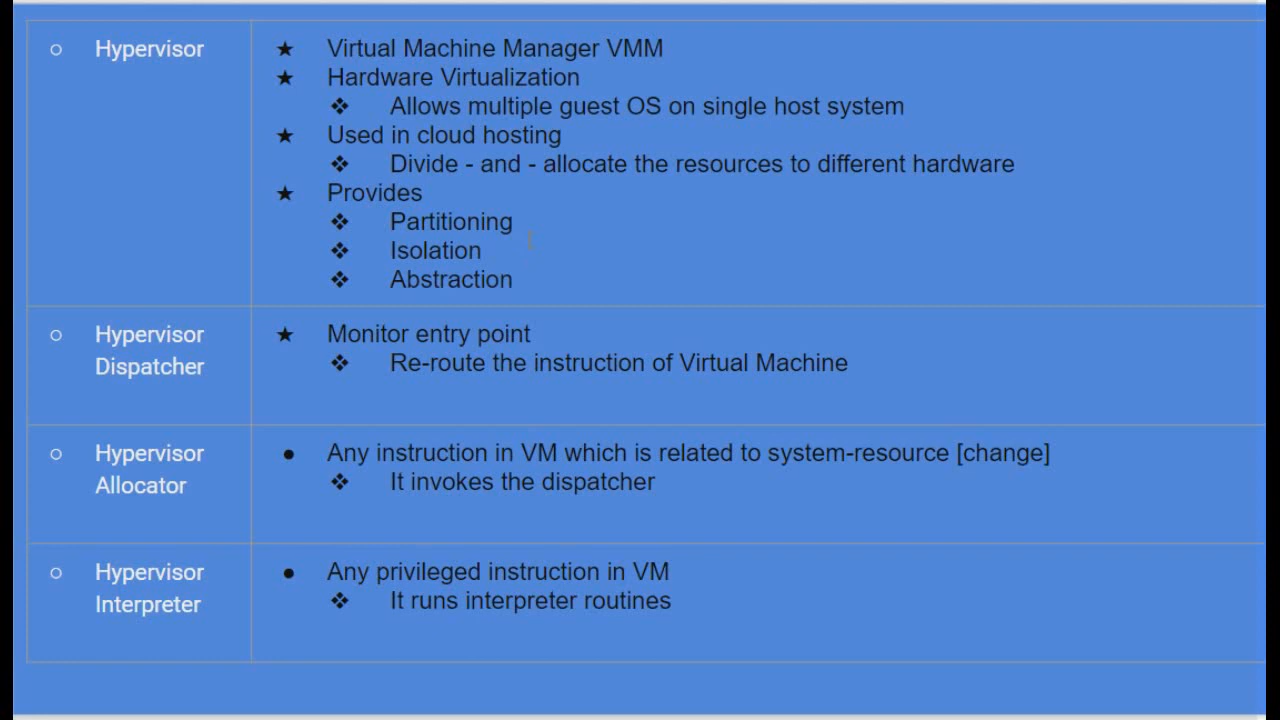 ○ Hypervisor
★ Virtual Machine Manager VMM
★ Hardware Virtualization
❖ Allows multiple guest OS on single host system
★ Used in cloud hosting
❖ Divide - and - allocate the resources to different hardware
★ Provides
❖ Partitioning
❖ Isolation
❖ Abstraction
○ Hypervisor
Dispatcher
★ Monitor entry point
❖ Re-route the instruction of Virtual Machine
○ Hypervisor
Allocator
● Any instruction in VM which is related to system-resource [change]
❖ It invokes the dispatcher
○ Hypervisor
Interpreter
● Any privileged instruction in VM
❖ It runs interpreter routines